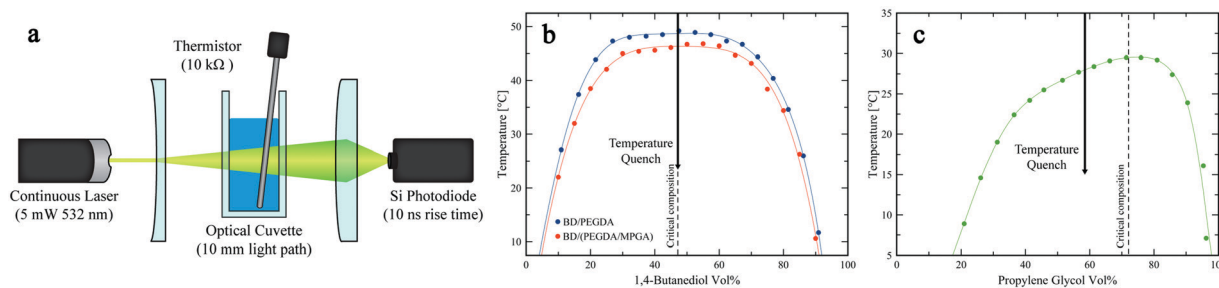 a
Thermistor
(10 kΩ )
Continuous Laser
(5 mW 532 nm)
Optical Cuvette
(10 mm light path)
Si Photodiode
(10 ns rise time)
b
Temperature [°C]
50
40
30
20
10
Temperature
Quench
Critical composition
BD/PEGDA
BD/(PEGDA/MPGA)
0
20
40
60
80
100
1,4-Butanediol Vol%
c
Temperature [°C]
35
30
25
20
15
10
Temperature
Quench
Critical composition
0
20
40
60
80
100
Propylene Glycol Vol%